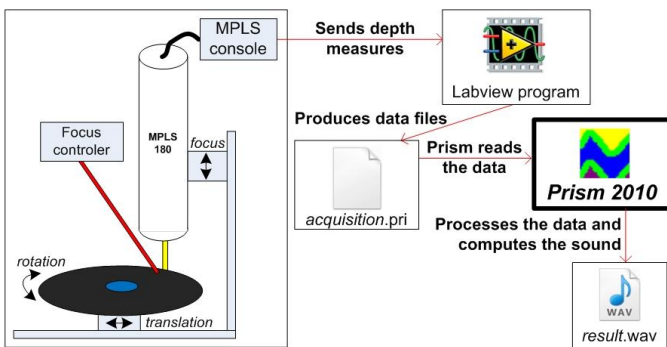 MPLS
console
Sends depth
measures
Labview program
Focus
controler
MPLS
180
focus
Produces data files
Prism reads
the data
acquisition.pri
Prism 2010
Processes the data and
computes the sound
rotation
translation
WAV
result.wav